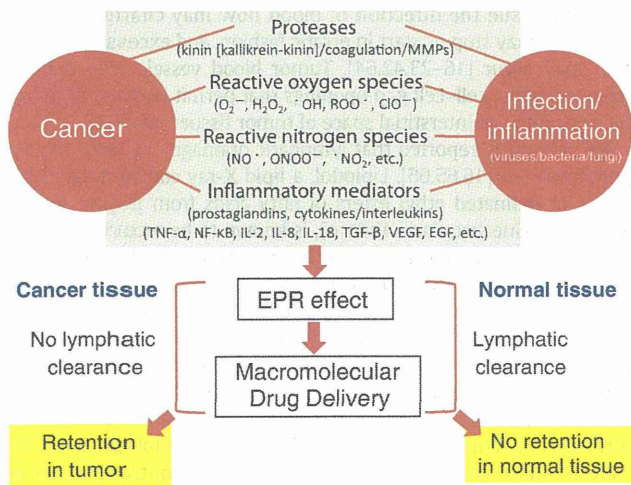 Proteases
(kinin [kallikrein-kinin]/coagulation/MMPs)
Reactive oxygen species
(O₂⁻, H₂O₂, ˙OH, ROO˙, ClO⁻)
Cancer
Infection/
inflammation
(viruses/bacteria/fungi)
Reactive nitrogen species
(NO˙, ONOO⁻, ˙NO₂, etc.)
Inflammatory mediators
(prostaglandins, cytokines/interleukins)
(TNF-α, NF-κB, IL-2, IL-8, IL-18, TGF-β, VEGF, EGF, etc.)
Cancer tissue
EPR effect
Normal tissue
No lymphatic
clearance
Lymphatic
clearance
Macromolecular
Drug Delivery
Retention
in tumor
No retention
in normal tissue